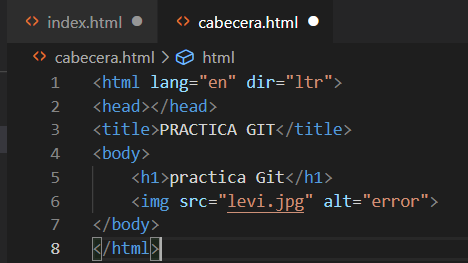 index.html
cabecera.html
cabecera.html > html
1 <html lang="en" dir="ltr">
2 <head></head>
3 <title>PRACTICA GIT</title>
4 <body>
5 <h1>practica Git</h1>
6 <img src="levi.jpg" alt="error">
7 </body>
8 </html>